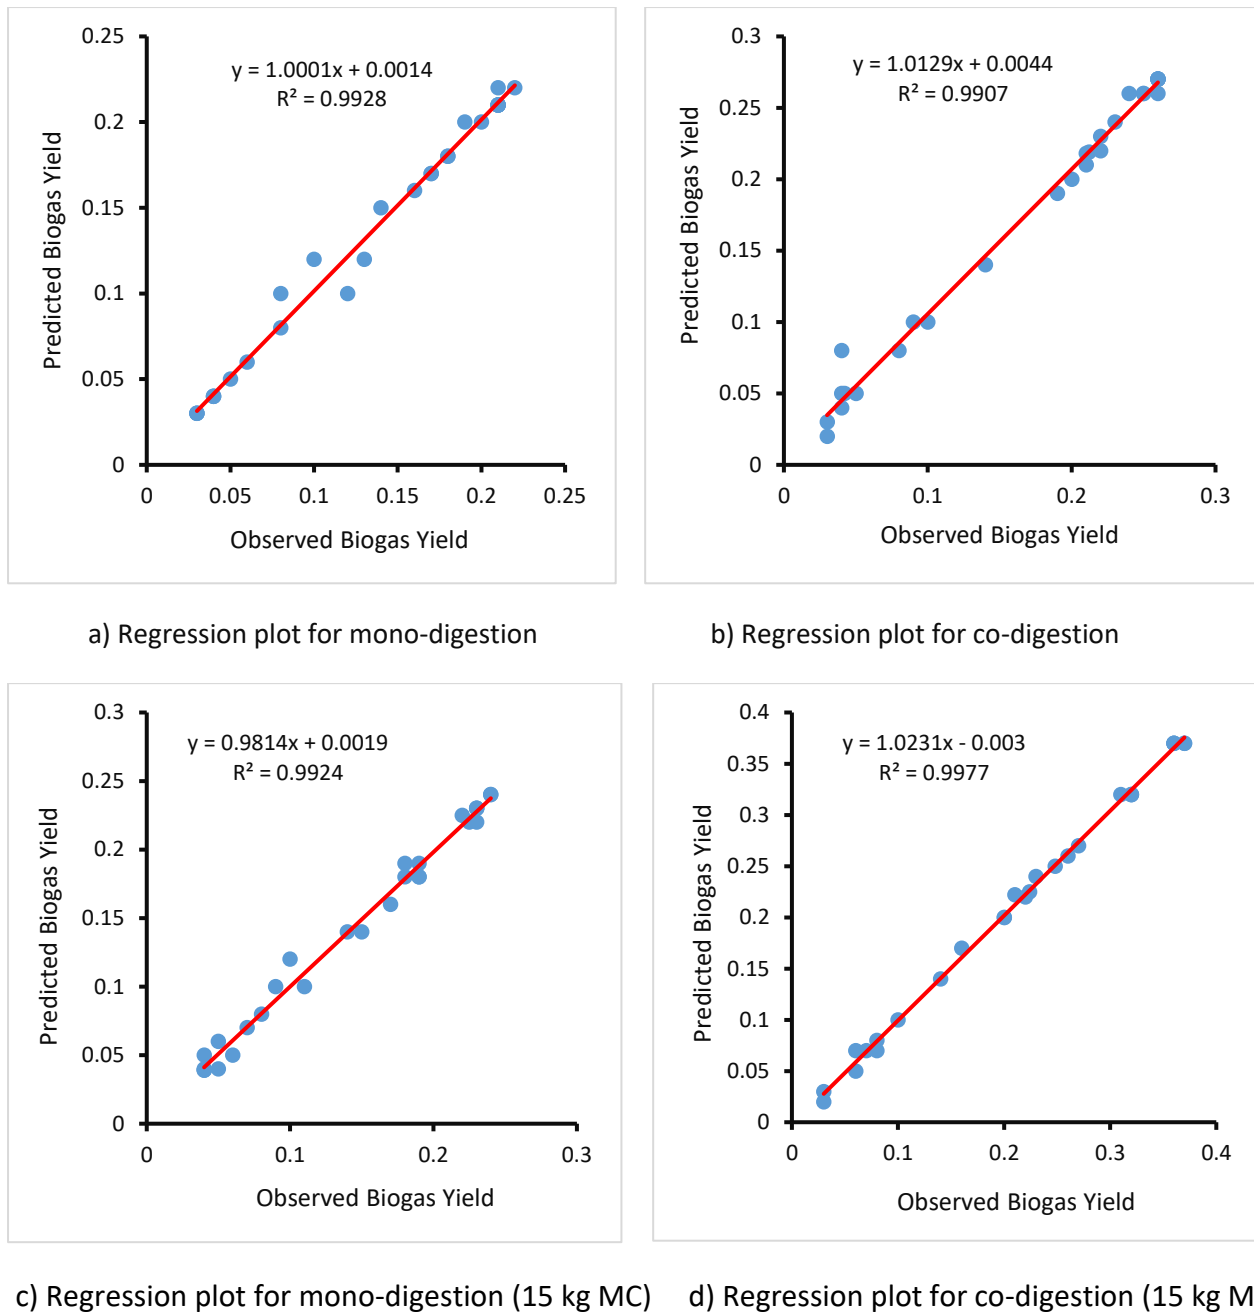 0.25
0.2
0.15
0.1
0.05
0
0
0.05
0.1
0.15
0.2
0.25
Predicted Biogas Yield
Observed Biogas Yield
y = 1.0001x + 0.0014
R² = 0.9928
0.3
0.25
0.2
0.15
0.1
0.05
0
0
0.1
0.2
0.3
Predicted Biogas Yield
Observed Biogas Yield
y = 1.0129x + 0.0044
R² = 0.9907
a) Regression plot for mono-digestion
b) Regression plot for co-digestion
0.3
0.25
0.2
0.15
0.1
0.05
0
0
0.1
0.2
0.3
Predicted Biogas Yield
Observed Biogas Yield
y = 0.9814x + 0.0019
R² = 0.9924
0.4
0.35
0.3
0.25
0.2
0.15
0.1
0.05
0
0
0.1
0.2
0.3
0.4
Predicted Biogas Yield
Observed Biogas Yield
y = 1.0231x - 0.003
R² = 0.9977
c) Regression plot for mono-digestion (15 kg MC)
d) Regression plot for co-digestion (15 kg M